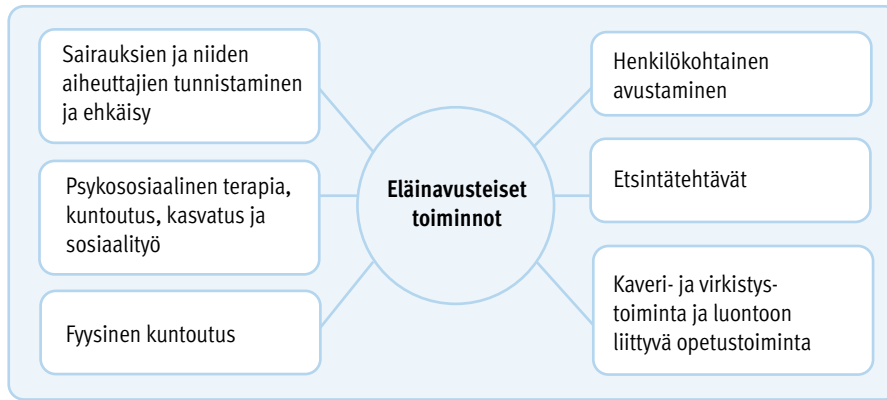 Sairauksien ja niiden
aiheuttajien tunnistaminen
ja ehkäisy
Psykososiaalinen terapia,
kuntoutus, kasvatus ja
sosiaalityö
Fyysinen kuntoutus
Eläinavusteiset
toiminnot
Henkilökohtainen
avustaminen
Etsintätehtävät
Kaveri- ja virkistys-
toiminta ja luontoon
liittyvä opetustoiminta